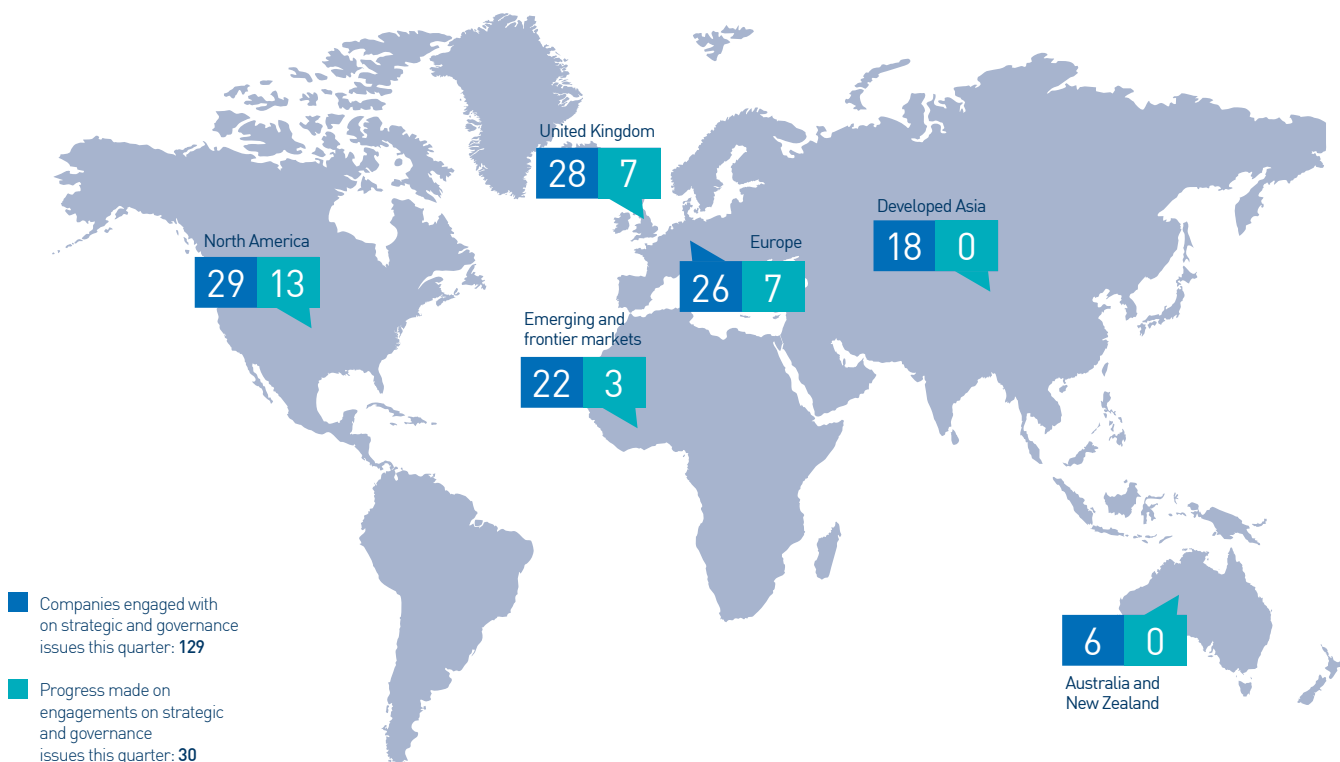 United Kingdom
28 7
Developed Asia
18 0
North America
29 13
Europe
26 7
Emerging and
frontier markets
22 3
Companies engaged with
on strategic and governance
issues this quarter: 129
6 0
Australia and
New Zealand
Progress made on
engagements on strategic
and governance
issues this quarter: 30